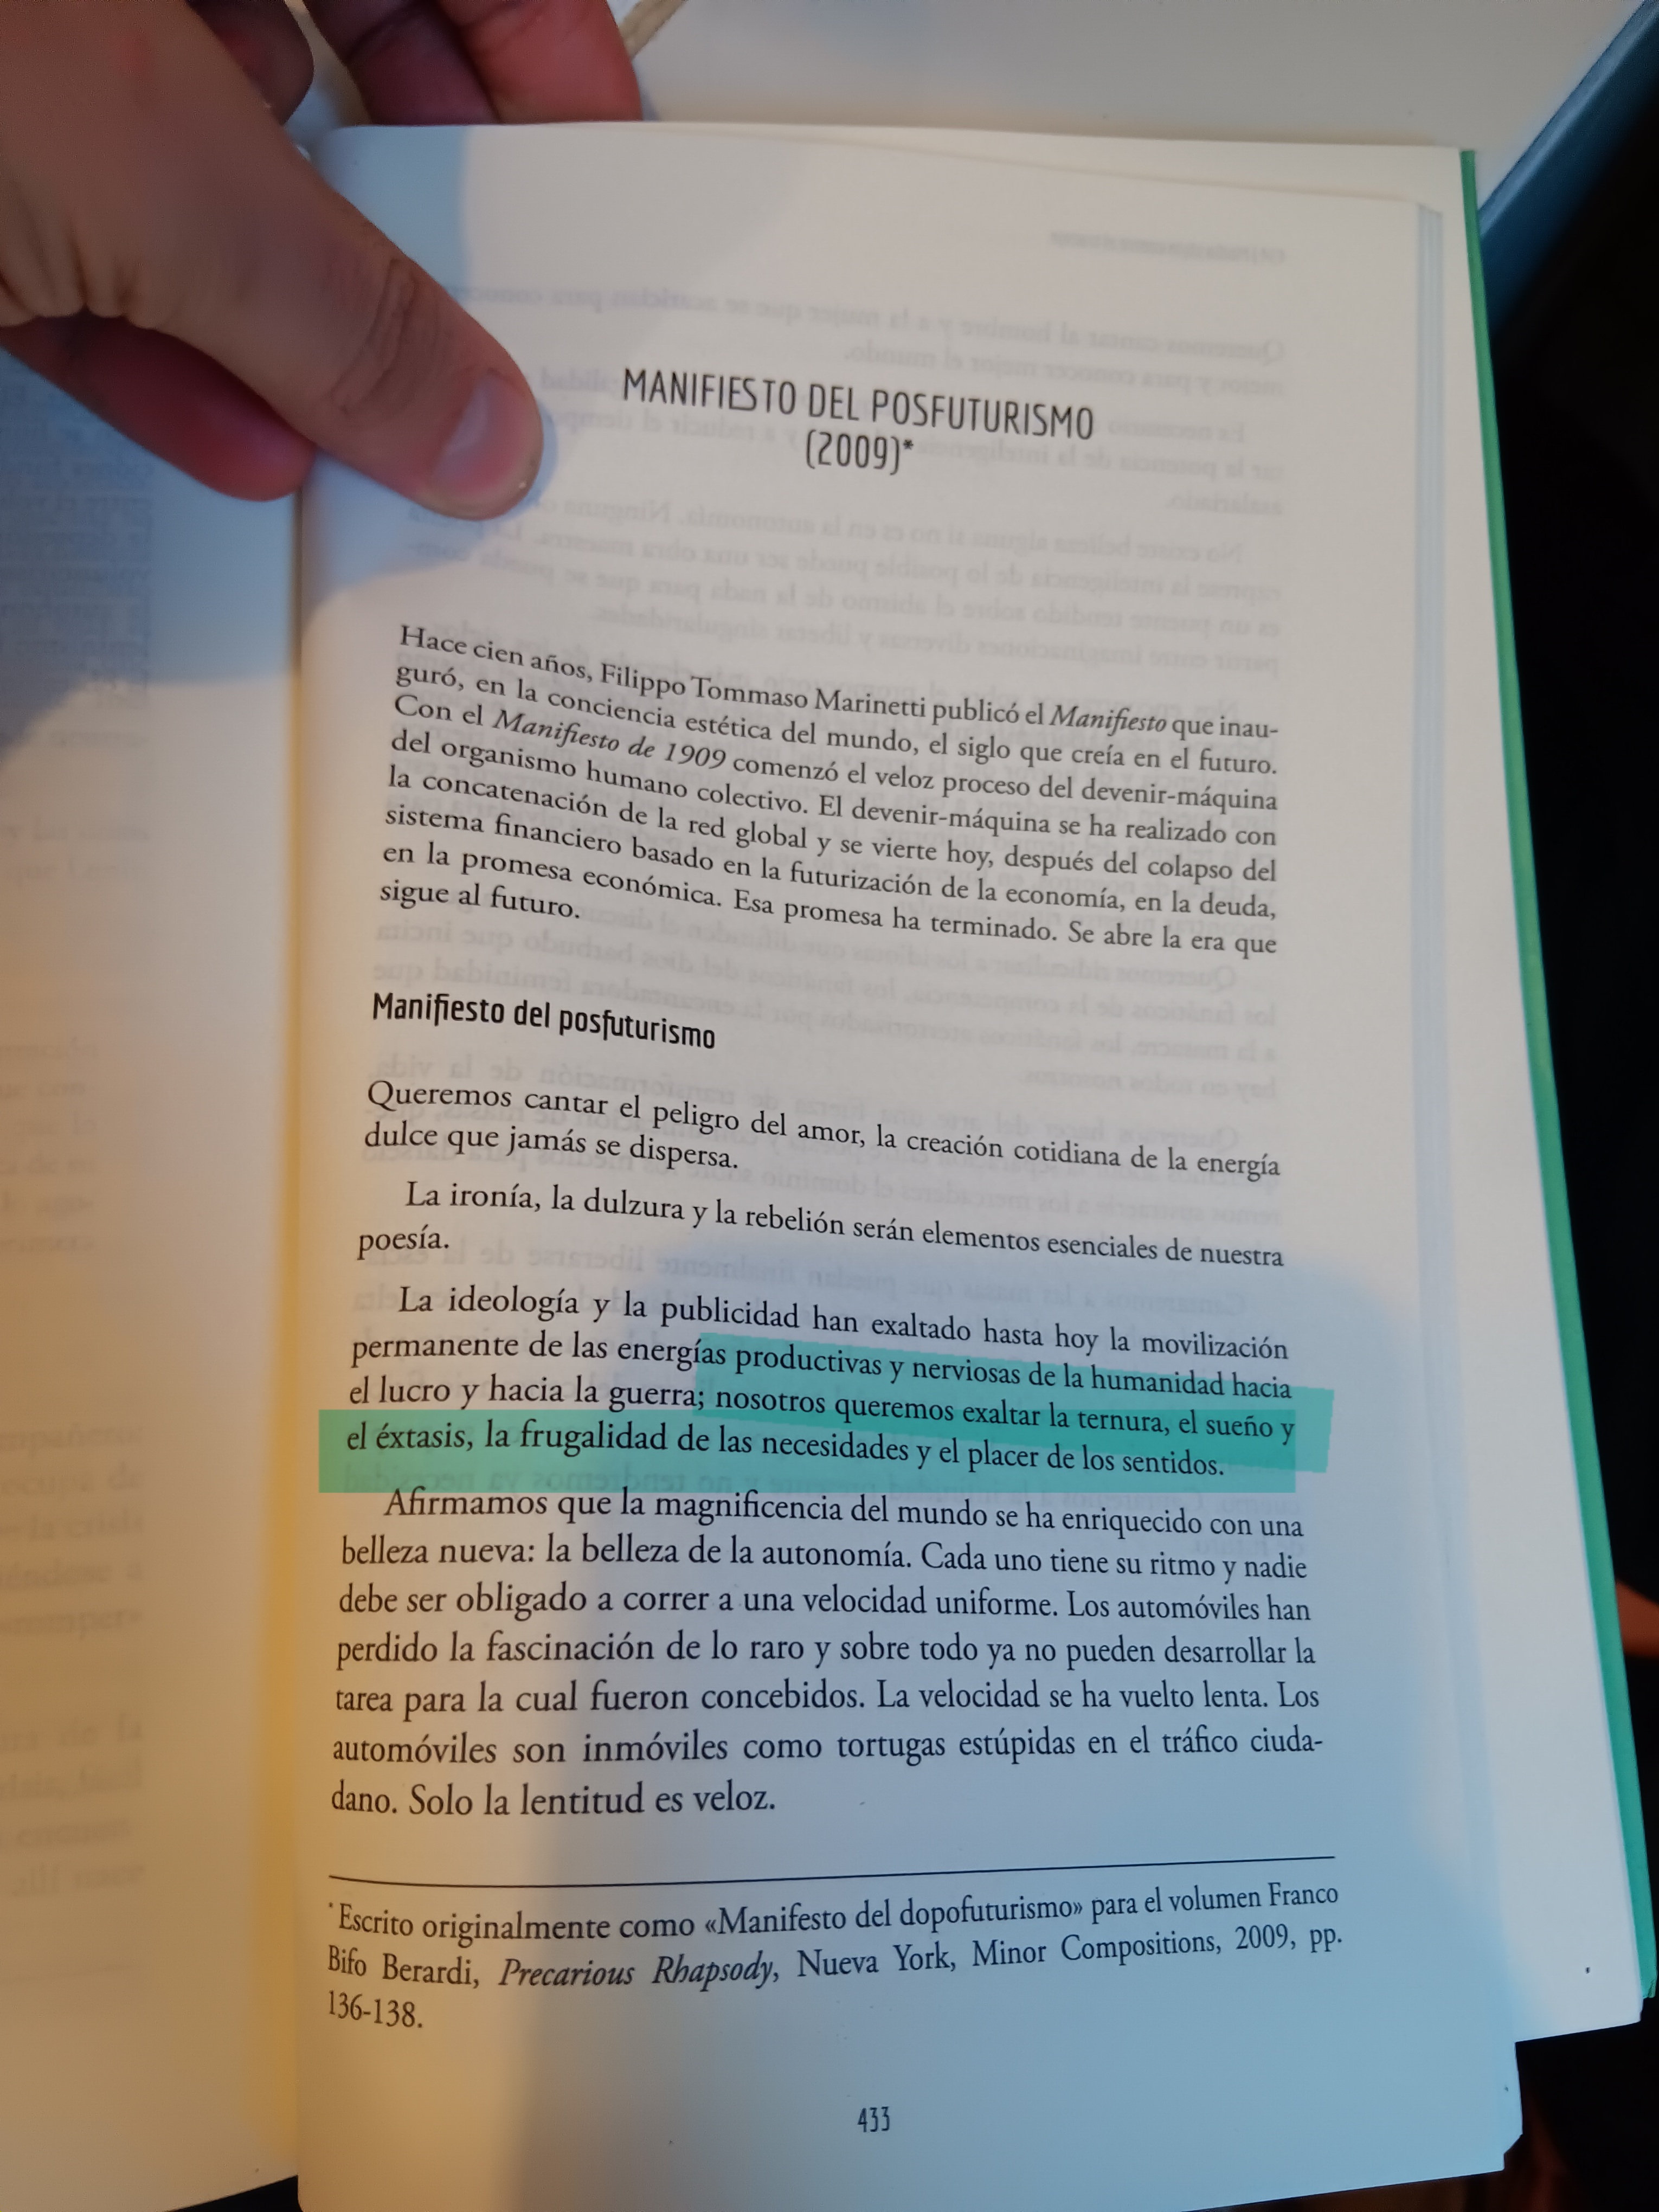 MANIFIESTO DEL POSFUTURISMO
(2009)*
Hace cien años, Filippo Tommaso Marinetti publicó el Manifiesto que inau-
guró, en la conciencia estética del mundo, el siglo que creía en el futuro.
Con el Manifiesto de 1909 comenzó el veloz proceso del devenir-máquina
del organismo humano colectivo. El devenir-máquina se ha realizado con
la concatenación de la red global y se vierte hoy, después del colapso del
sistema financiero basado en la futurización de la economía, en la deuda,
en la promesa económica. Esa promesa ha terminado. Se abre la era que
sigue al futuro.
Manifiesto del posfuturismo
Queremos cantar el peligro del amor, la creación cotidiana de la energía
dulce que jamás se dispersa.
La ironía, la dulzura y la rebelión serán elementos esenciales de nuestra
poesía.
La ideología y la publicidad han exaltado hasta hoy la movilización
permanente de las energías productivas y nerviosas de la humanidad hacia
el lucro y hacia la guerra; nosotros queremos exaltar la ternura, el sueño y
el éxtasis, la frugalidad de las necesidades y el placer de los sentidos.
Afirmamos que la magnificencia del mundo se ha enriquecido con una
belleza nueva: la belleza de la autonomía. Cada uno tiene su ritmo y nadie
debe ser obligado a correr a una velocidad uniforme. Los automóviles han
perdido la fascinación de lo raro y sobre todo ya no pueden desarrollar la
tarea para la cual fueron concebidos. La velocidad se ha vuelto lenta. Los
automóviles son inmóviles como tortugas estúpidas en el tráfico ciuda-
dano. Solo la lentitud es veloz.
* Escrito originalmente como «Manifesto del dopofuturismo» para el volumen Franco
Bifo Berardi, Precarious Rhapsody, Nueva York, Minor Compositions, 2009, pp.
136-138.
433